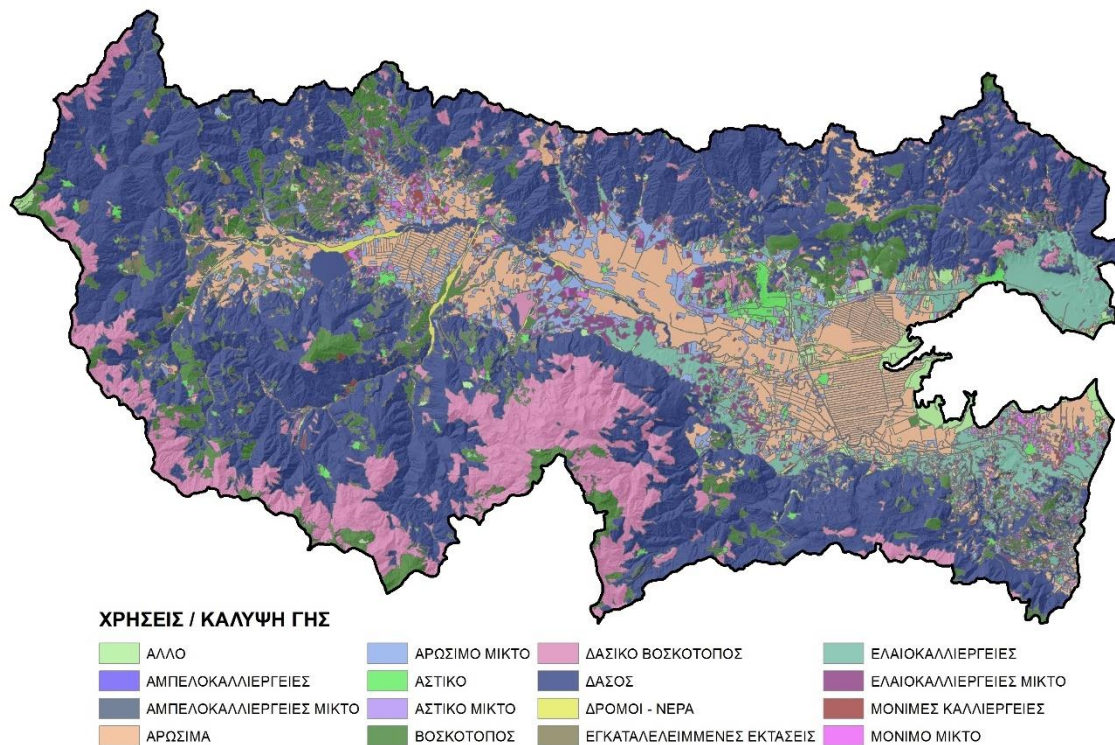 ΧΡΗΣΕΙΣ / ΚΑΛΥΨΗ ΓΗΣ
ΑΛΛΟ
ΑΜΠΕΛΟΚΑΛΛΙΕΡΓΕΙΕΣ
ΑΜΠΕΛΟΚΑΛΛΙΕΡΓΕΙΕΣ ΜΙΚΤΟ
ΑΡΩΣΙΜΑ
ΑΡΩΣΙΜΟ ΜΙΚΤΟ
ΑΣΤΙΚΟ
ΑΣΤΙΚΟ ΜΙΚΤΟ
ΒΟΣΚΟΤΟΠΟΣ
ΔΑΣΙΚΟ ΒΟΣΚΟΤΟΠΟΣ
ΔΑΣΟΣ
ΔΡΟΜΟΙ - ΝΕΡΑ
ΕΓΚΑΤΑΛΕΛΕΙΜΜΕΝΕΣ ΕΚΤΑΣΕΙΣ
ΕΛΑΙΟΚΑΛΛΙΕΡΓΕΙΕΣ
ΕΛΑΙΟΚΑΛΛΙΕΡΓΕΙΕΣ ΜΙΚΤΟ
ΜΟΝΙΜΕΣ ΚΑΛΛΙΕΡΓΕΙΕΣ
ΜΟΝΙΜΟ ΜΙΚΤΟ